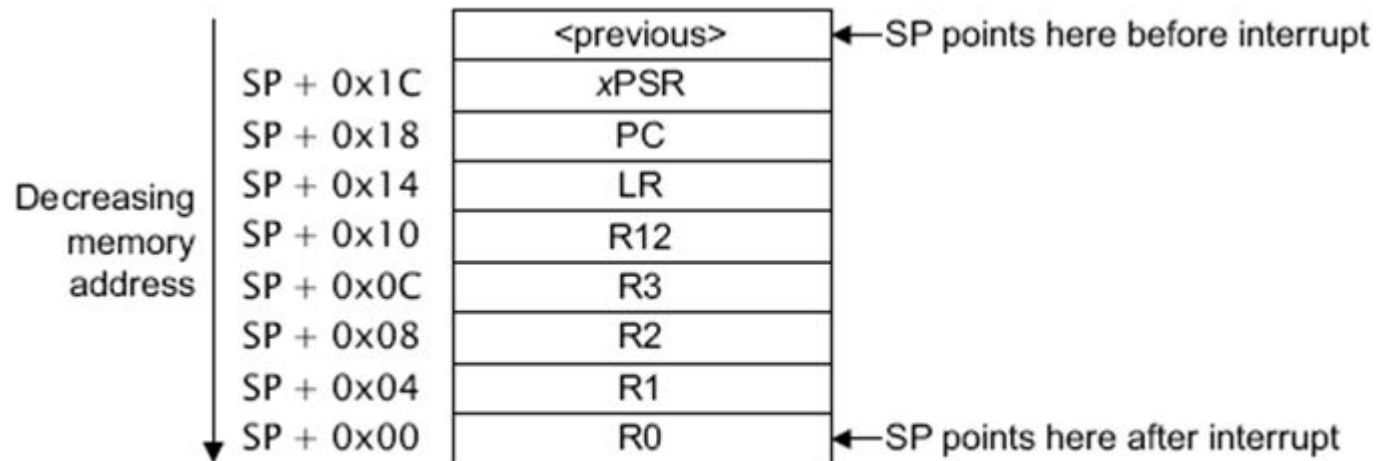 <previous> SP points here before interrupt
SP + 0x1C xPSR
SP + 0x18 PC
SP + 0x14 LR
SP + 0x10 R12
SP + 0x0C R3
SP + 0x08 R2
SP + 0x04 R1
SP + 0x00 R0 SP points here after interrupt
Decreasing
memory
address